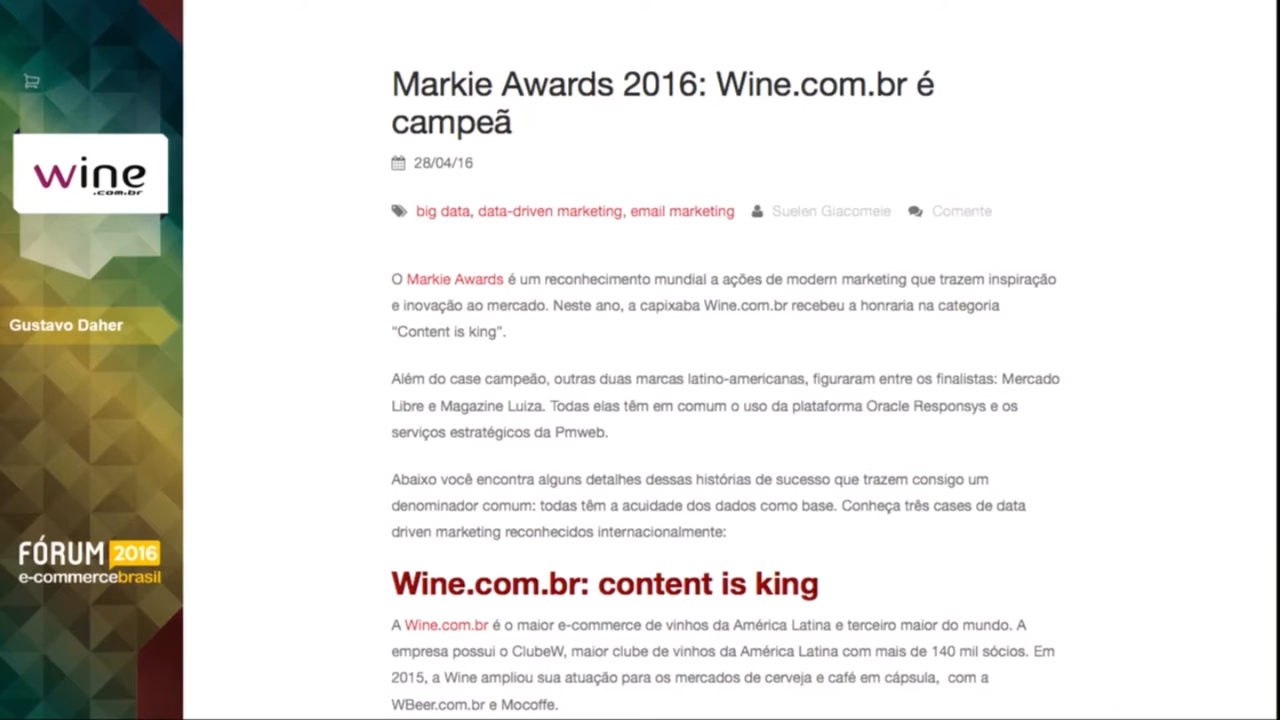 wine
.com.br
Gustavo Daher
FÓRUM 2016
e-commercebrasil
Markie Awards 2016: Wine.com.br é
campeã
28/04/16
big data, data-driven marketing, email marketing Suelen Giacomele Comente
O Markie Awards é um reconhecimento mundial a ações de modern marketing que trazem inspiração
e inovação ao mercado. Neste ano, a capixaba Wine.com.br recebeu a honraria na categoria
"Content is king".
Além do case campeão, outras duas marcas latino-americanas, figuraram entre os finalistas: Mercado
Libre e Magazine Luiza. Todas elas têm em comum o uso da plataforma Oracle Responsys e os
serviços estratégicos da Pmweb.
Abaixo você encontra alguns detalhes dessas histórias de sucesso que trazem consigo um
denominador comum: todas têm a acuidade dos dados como base. Conheça três cases de data
driven marketing reconhecidos internacionalmente:
Wine.com.br: content is king
A Wine.com.br é o maior e-commerce de vinhos da América Latina e terceiro maior do mundo. A
empresa possui o ClubeW, maior clube de vinhos da América Latina com mais de 140 mil sócios. Em
2015, a Wine ampliou sua atuação para os mercados de cerveja e café em cápsula, com a
WBeer.com.br e Mocoffe.